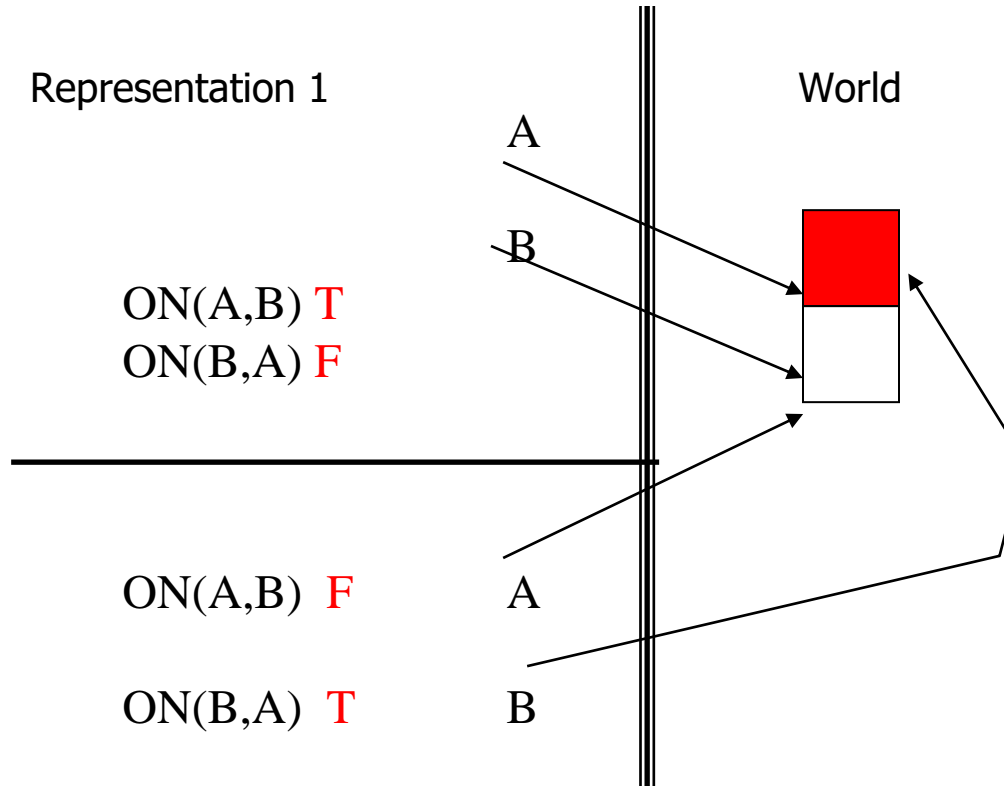 Representation 1
World
A
B
ON(A,B) T
ON(B,A) F
ON(A,B) F
A
ON(B,A) T
B